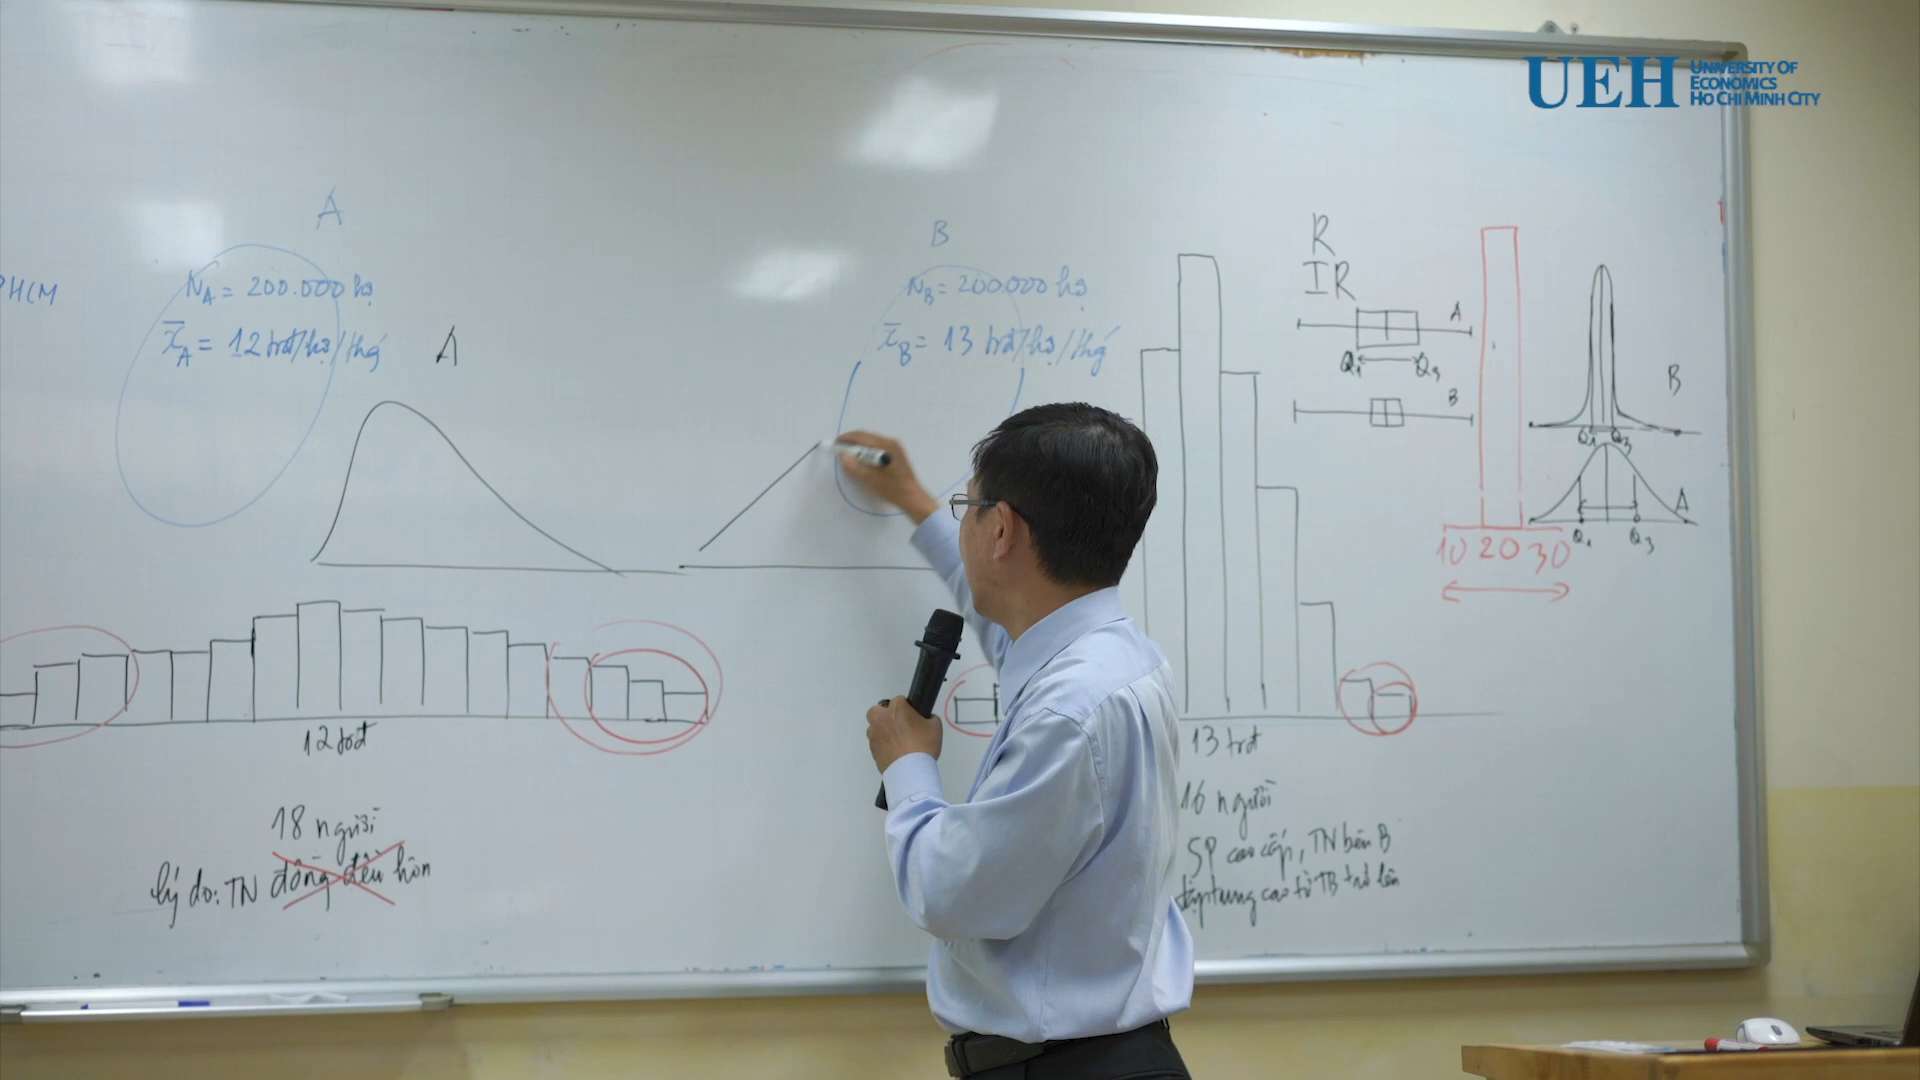 UEH
UNIVERSITY OF
ECONOMICS
HO CHI MINH CITY
PHCM
A
N_A = 200.000 hộ
x̄_A = 12 trđ/hộ/thg
A
B
N_B = 200.000 hộ
x̄_B = 13 trđ/hộ/thg
R
IR
A
Q1 Q3
B
B
Q1 Q3
A
Q1 Q3
10 20 30
12 trđ
18 người
lý do: TN đồng đều hơn
13 trđ
16 người
SP cao cấp, TN bên B
tập trung cao từ TB trở lên